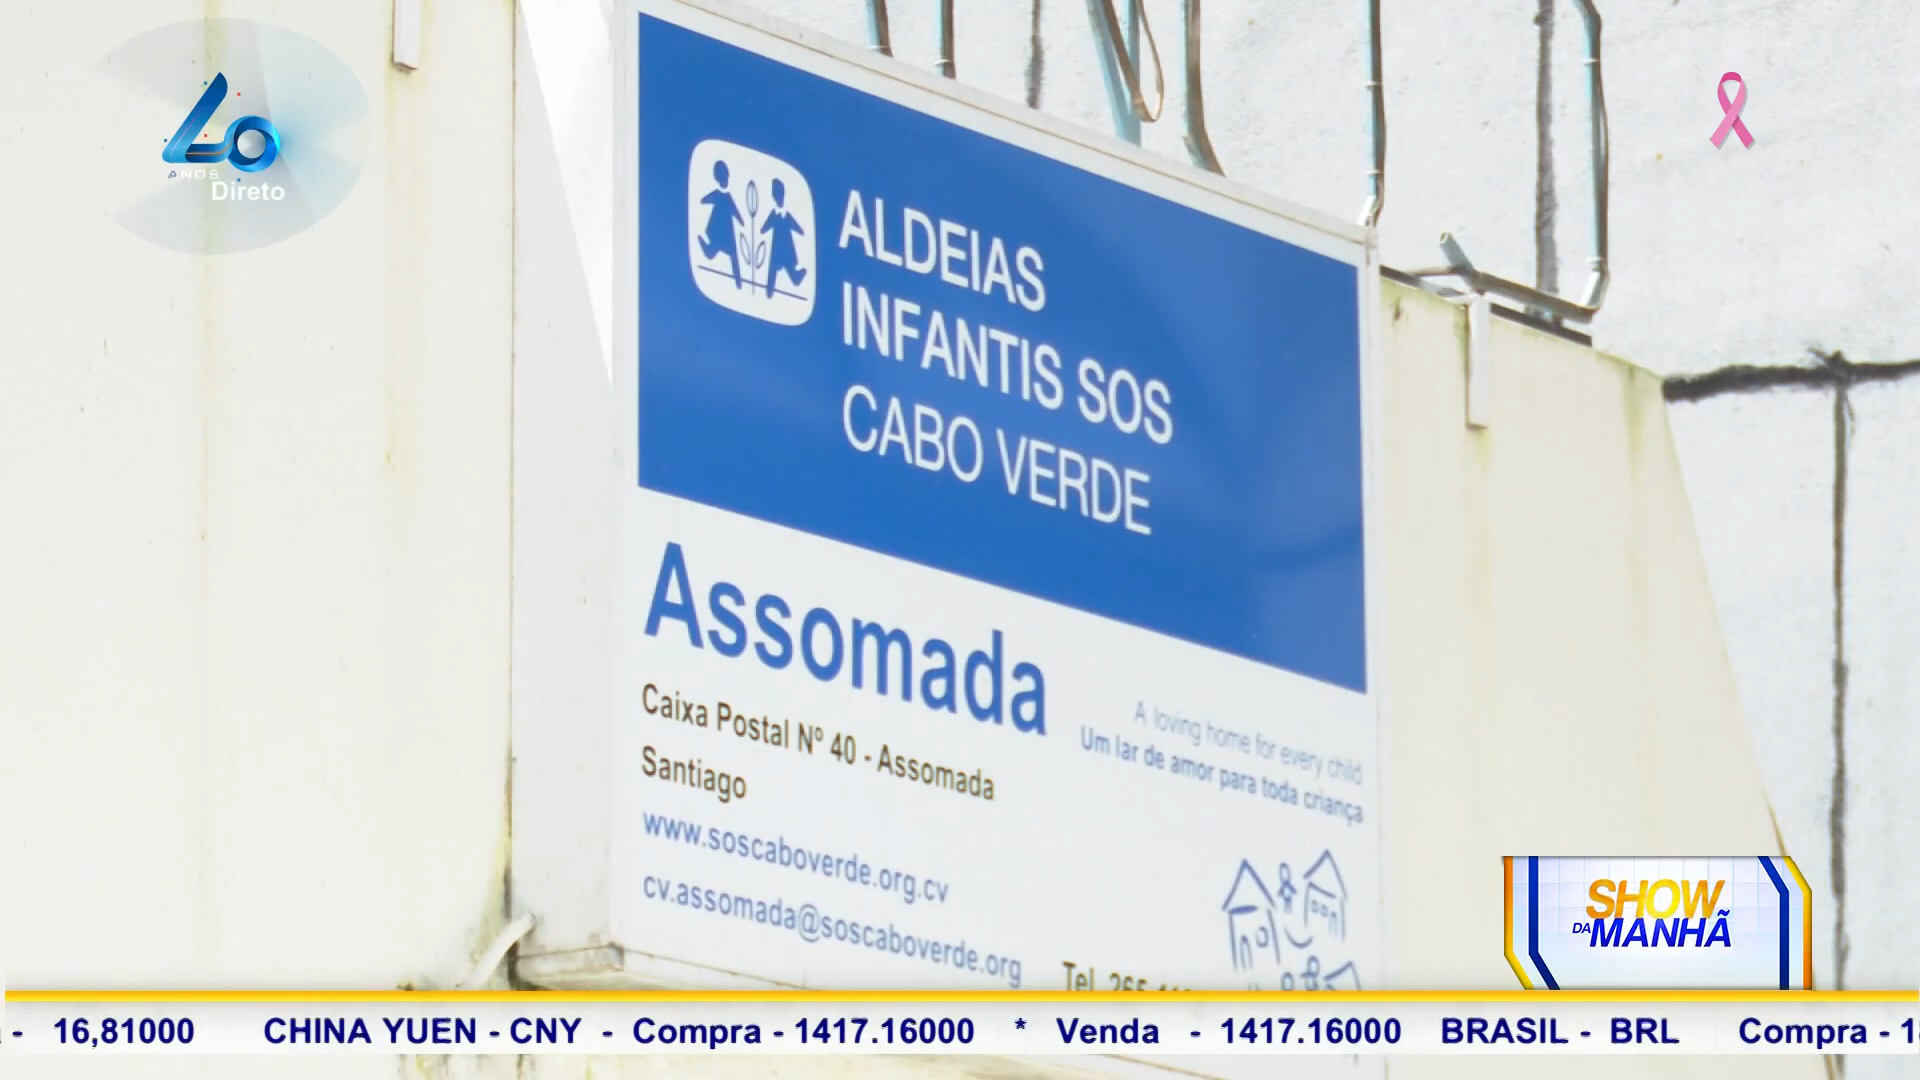 ANOS
Direto
ALDEIAS
INFANTIS SOS
CABO VERDE
Assomada
Caixa Postal Nº 40 - Assomada
Santiago
www.soscaboverde.org.cv
cv.assomada@soscaboverde.org
A loving home for every child
Um lar de amor para toda criança
Tel. 265
SHOW
DA MANHÃ
- 16,81000 CHINA YUEN - CNY - Compra - 1417.16000 * Venda - 1417.16000 BRASIL - BRL Compra -